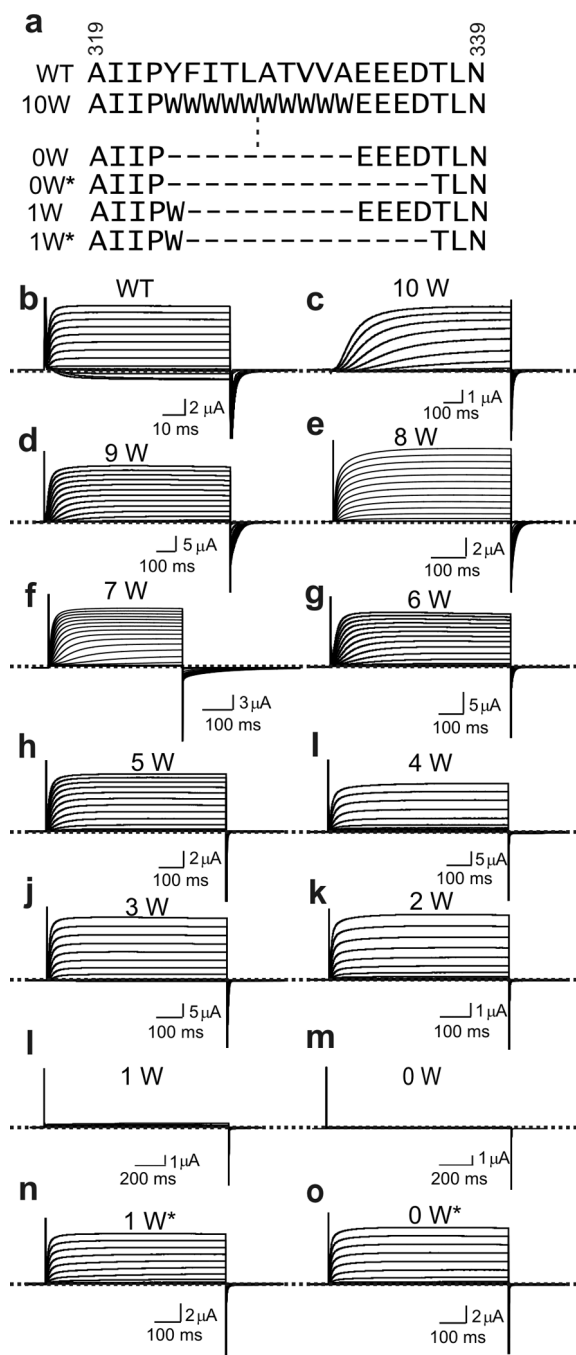 a
319 339
WT AIIPYFITLATVVAEEEDTLN
10W AIIPWWWWWWWWWWEEEDTLN
0W AIIP----------EEEDTLN
0W* AIIP--------------TLN
1W AIIPW---------EEEDTLN
1W* AIIPW-------------TLN
b WT
2 μA
10 ms
c 10 W
1 μA
100 ms
d 9 W
5 μA
100 ms
e 8 W
2 μA
100 ms
f 7 W
3 μA
100 ms
g 6 W
5 μA
100 ms
h 5 W
2 μA
100 ms
I 4 W
5 μA
100 ms
j 3 W
5 μA
100 ms
k 2 W
1 μA
100 ms
l 1 W
1 μA
200 ms
m 0 W
1 μA
200 ms
n 1 W*
2 μA
100 ms
o 0 W*
2 μA
100 ms